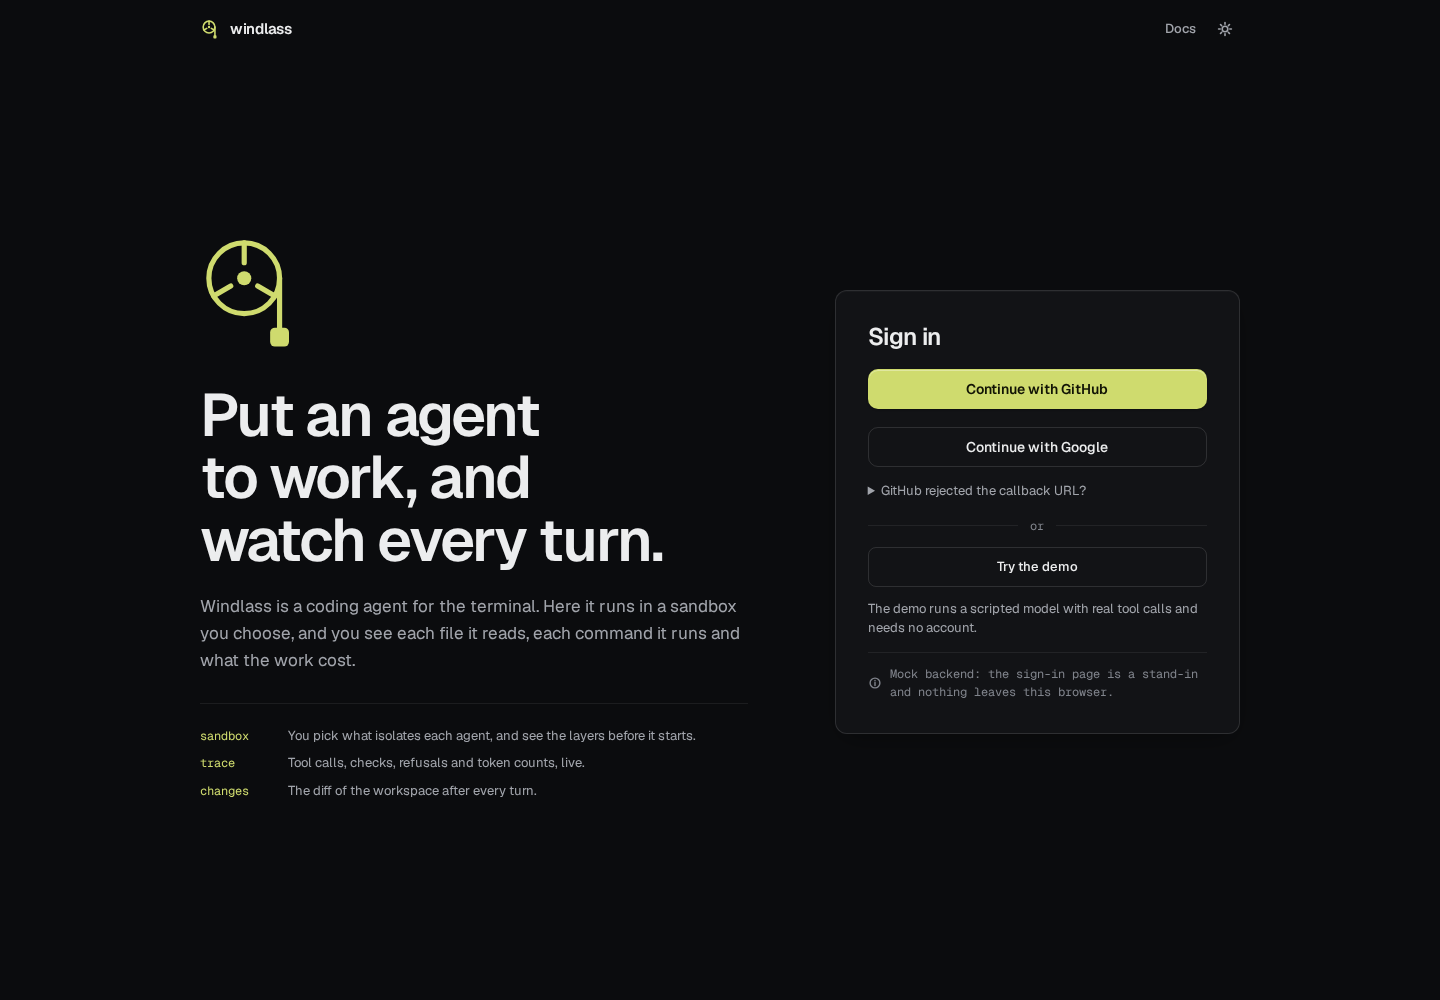 windlass
Docs
Put an agent
to work, and
watch every turn.
Windlass is a coding agent for the terminal. Here it runs in a sandbox
you choose, and you see each file it reads, each command it runs and
what the work cost.
sandbox You pick what isolates each agent, and see the layers before it starts.
trace Tool calls, checks, refusals and token counts, live.
changes The diff of the workspace after every turn.
Sign in
Continue with GitHub
Continue with Google
GitHub rejected the callback URL?
or
Try the demo
The demo runs a scripted model with real tool calls and
needs no account.
Mock backend: the sign-in page is a stand-in
and nothing leaves this browser.